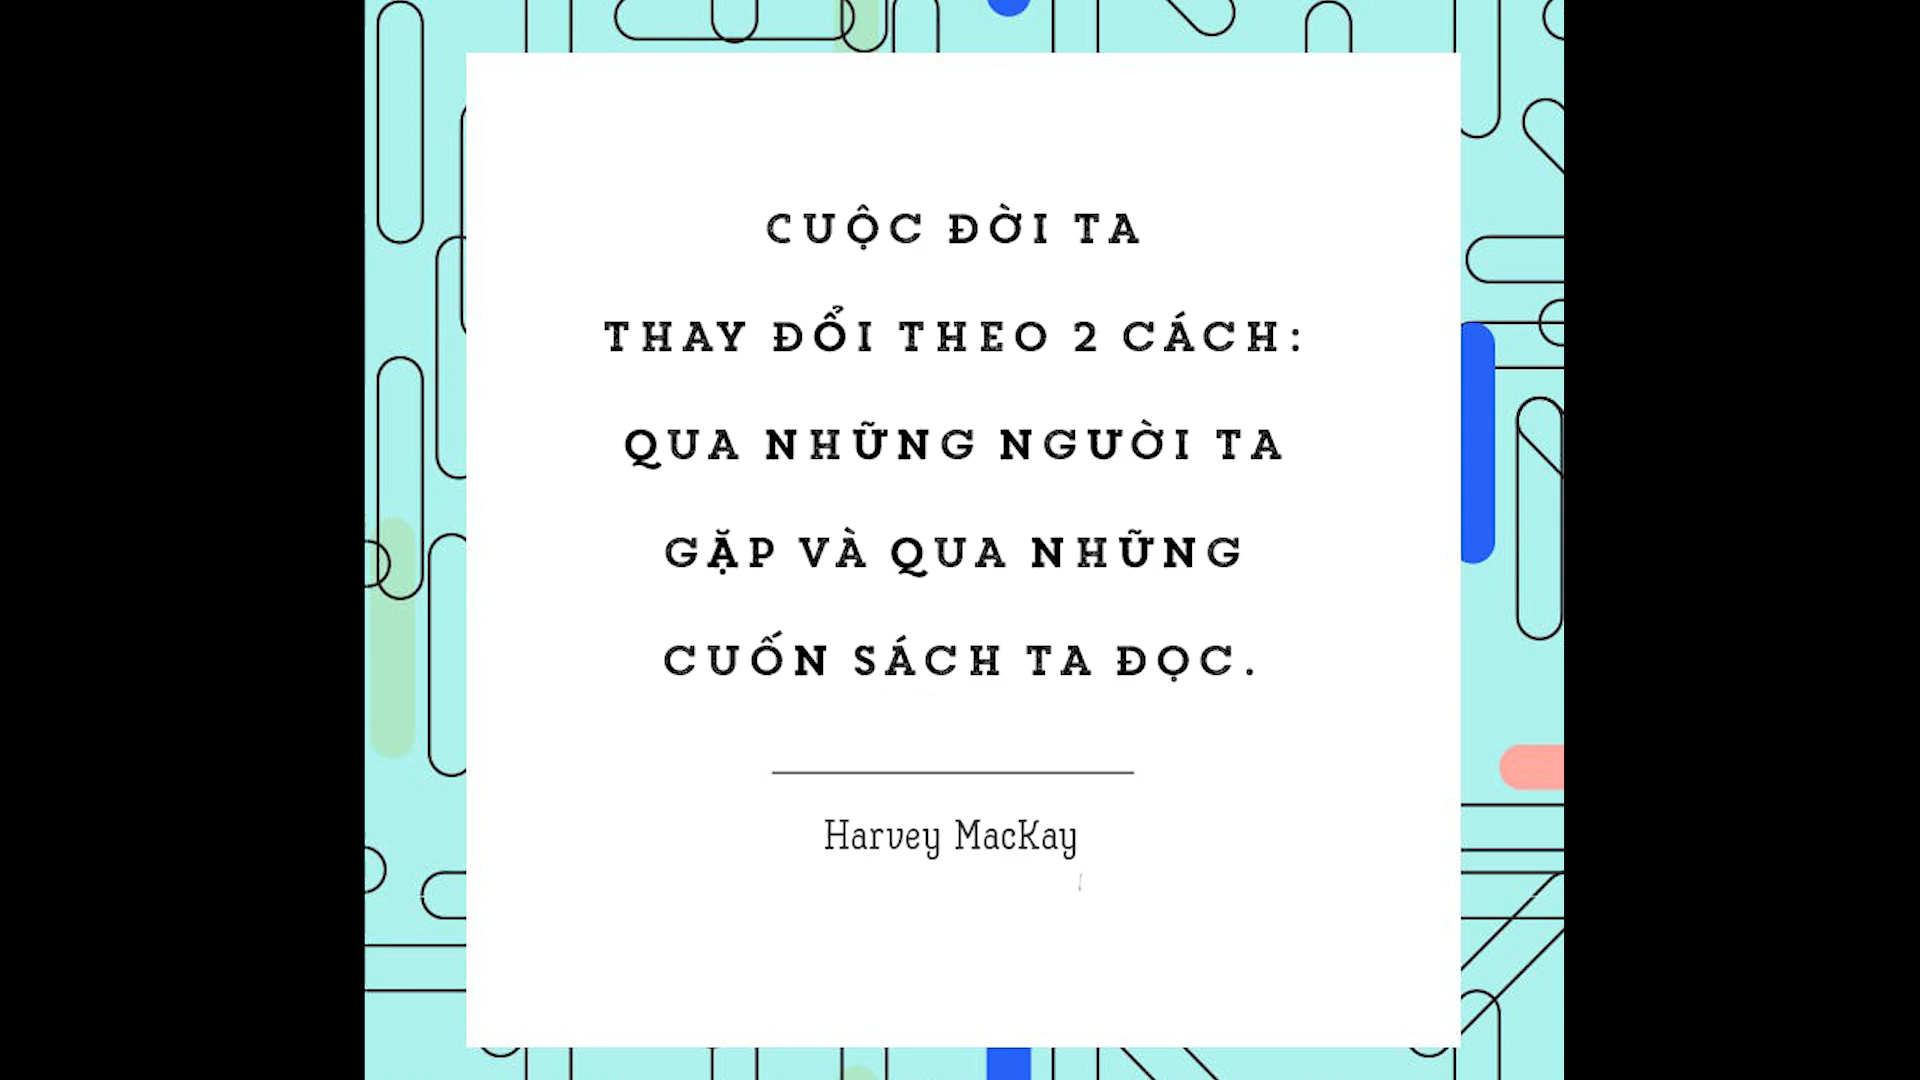 CUỘC ĐỜI TA
THAY ĐỔI THEO 2 CÁCH:
QUA NHỮNG NGƯỜI TA
GẶP VÀ QUA NHỮNG
CUỐN SÁCH TA ĐỌC.
Harvey MacKay